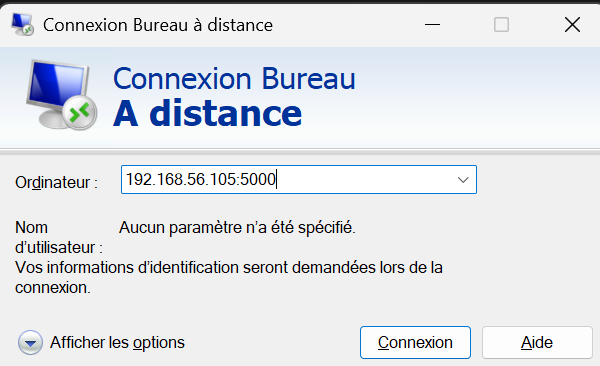 Connexion Bureau à distance
Connexion Bureau
A distance
Ordinateur :
192.168.56.105:5000
Nom d'utilisateur :
Aucun paramètre n'a été spécifié.
Vos informations d'identification seront demandées lors de la
connexion.
Afficher les options
Connexion
Aide